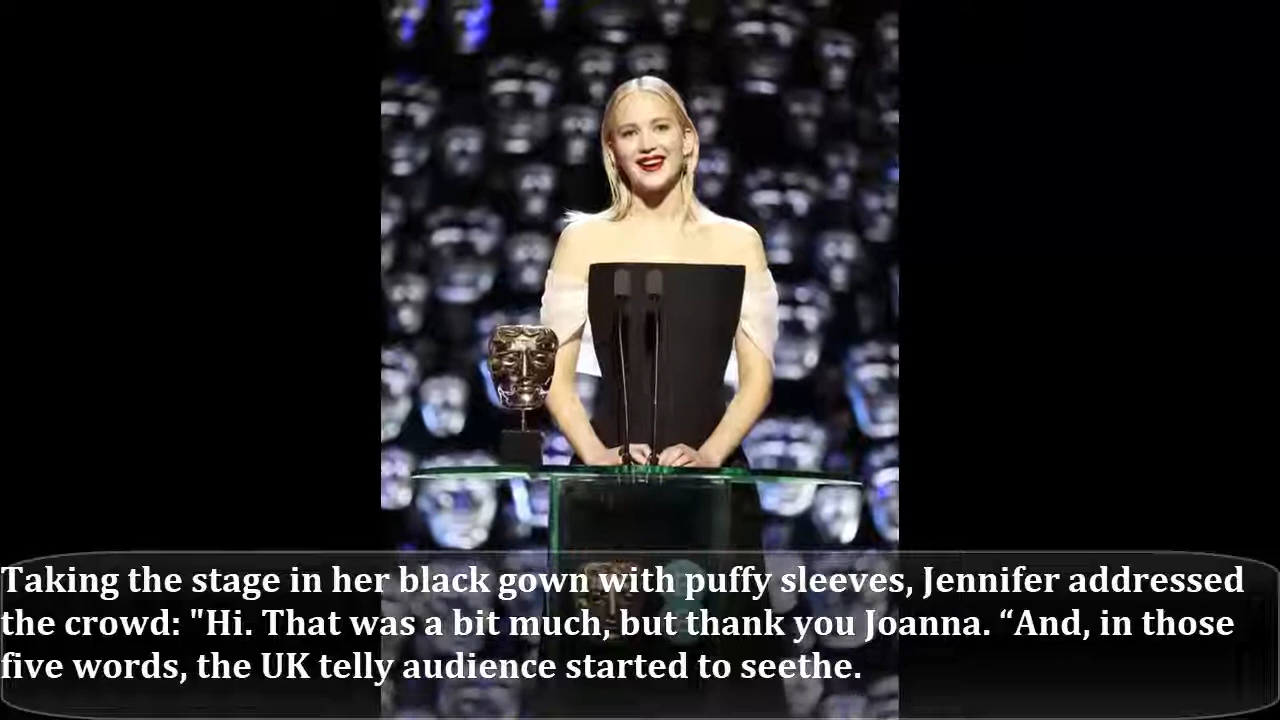 Taking the stage in her black gown with puffy sleeves, Jennifer addressed
the crowd: "Hi. That was a bit much, but thank you Joanna. “And, in those
five words, the UK telly audience started to seethe.